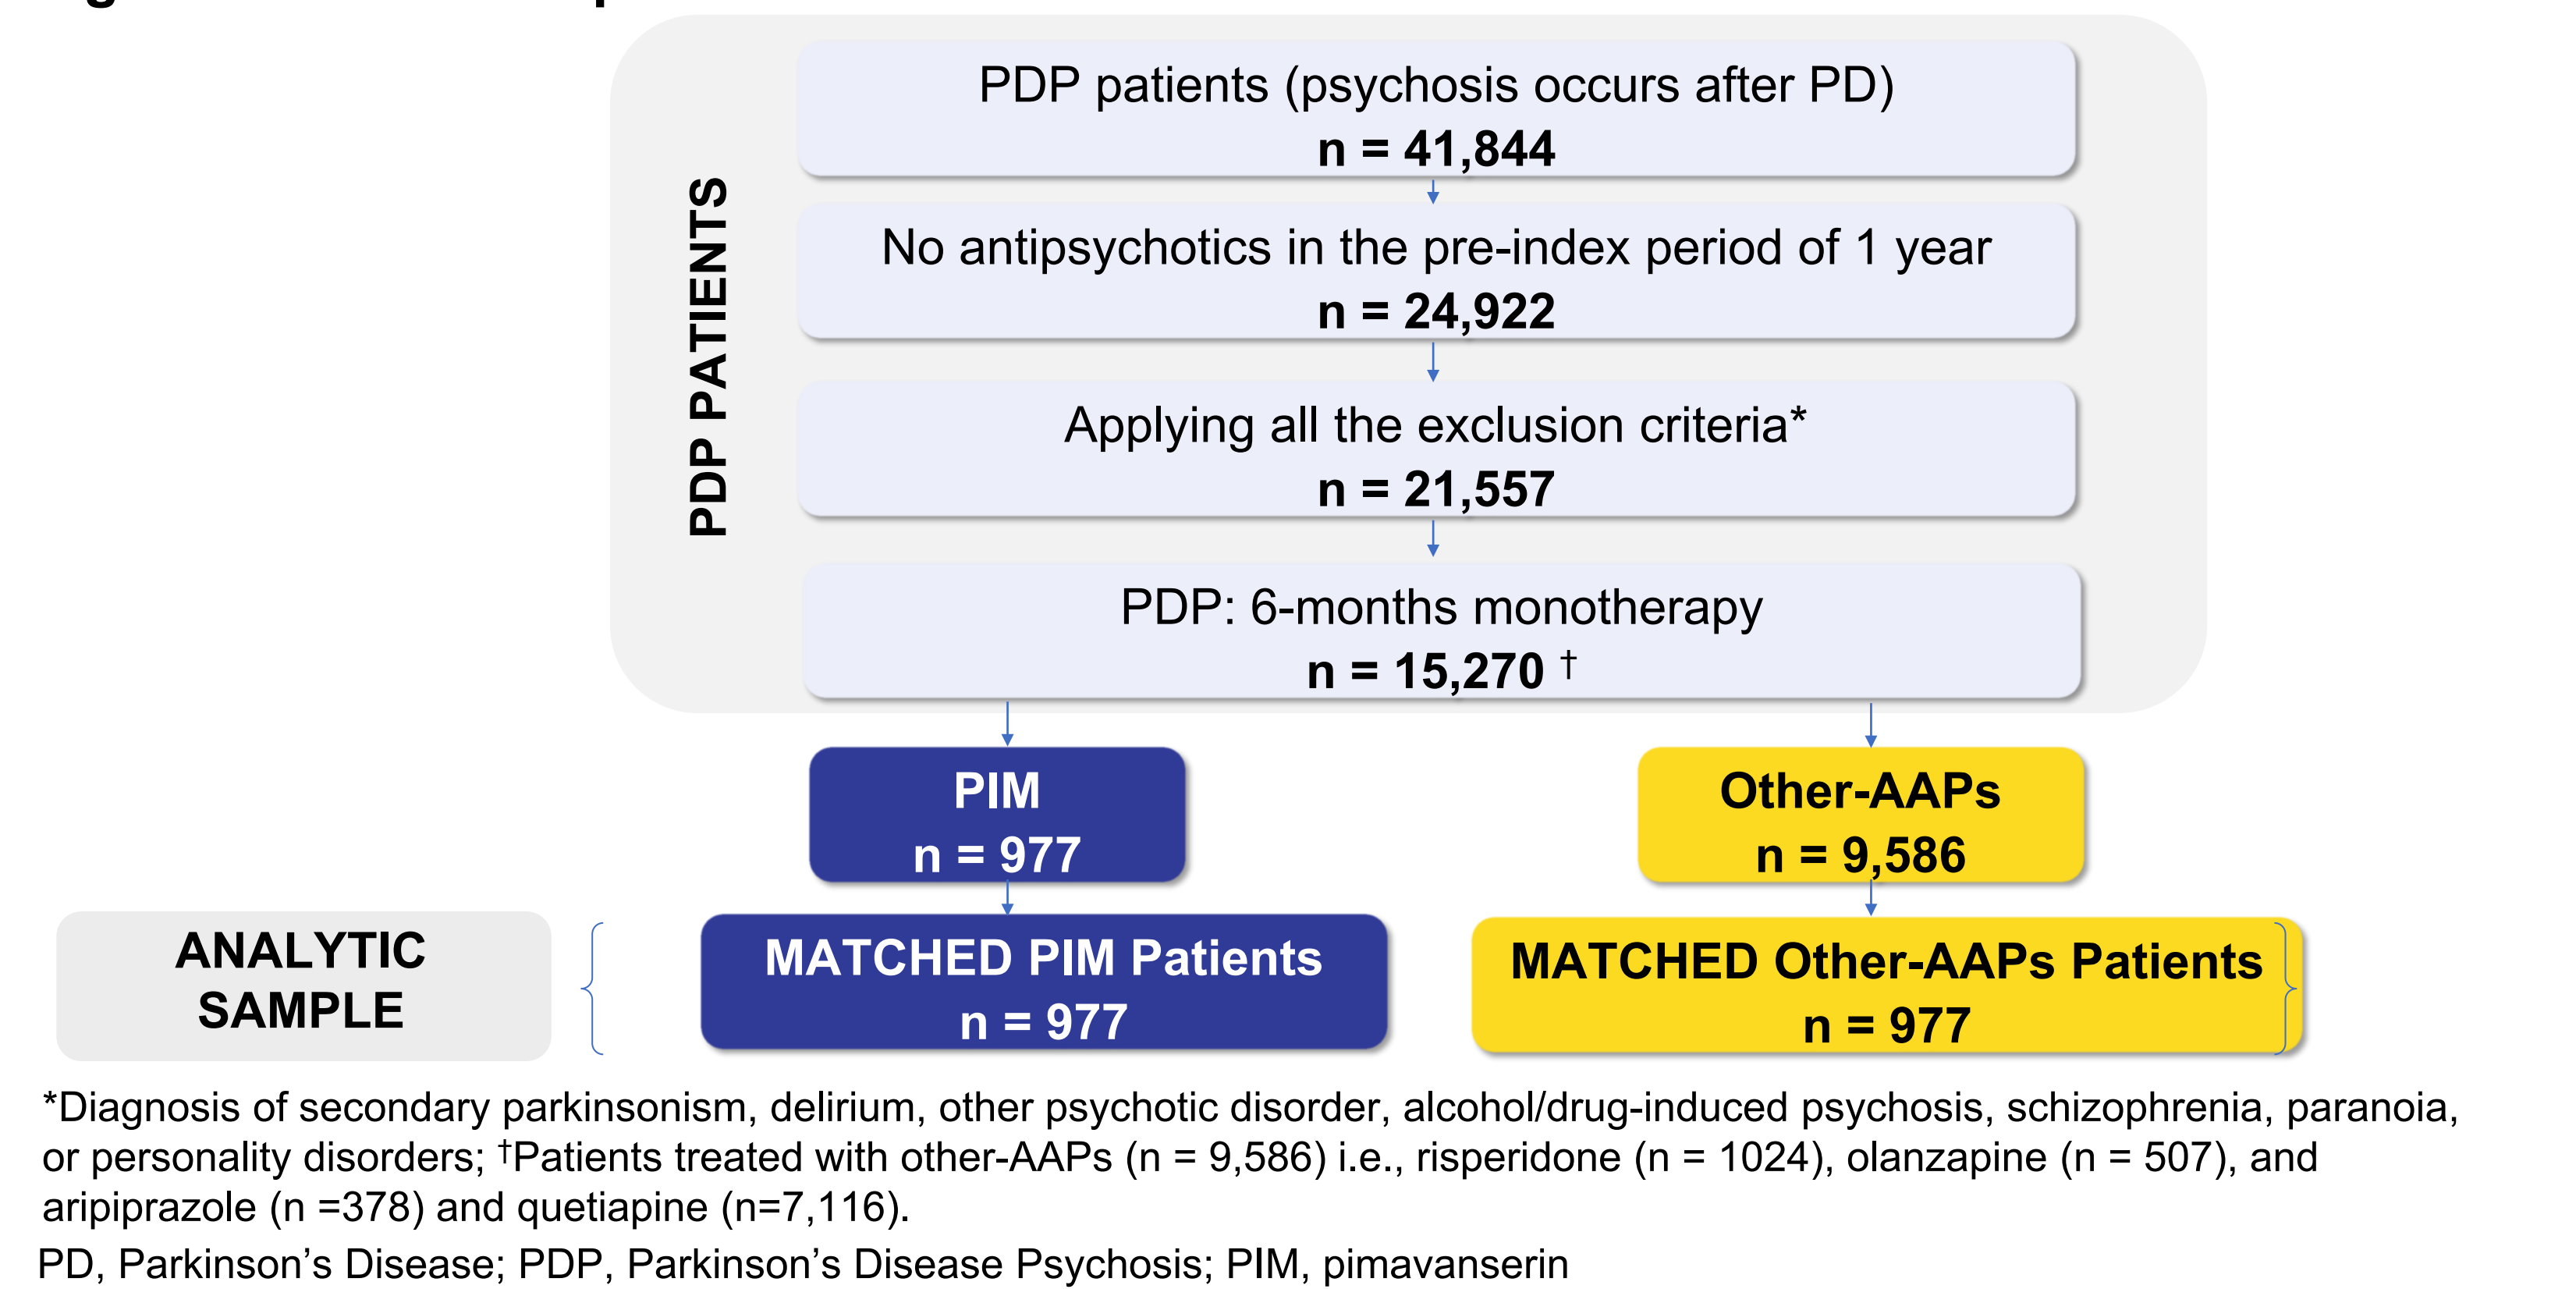 PDP PATIENTS
PDP patients (psychosis occurs after PD)
n = 41,844
No antipsychotics in the pre-index period of 1 year
n = 24,922
Applying all the exclusion criteria*
n = 21,557
PDP: 6-months monotherapy
n = 15,270 †
PIM
n = 977
Other-AAPs
n = 9,586
ANALYTIC
SAMPLE
MATCHED PIM Patients
n = 977
MATCHED Other-AAPs Patients
n = 977
*Diagnosis of secondary parkinsonism, delirium, other psychotic disorder, alcohol/drug-induced psychosis, schizophrenia, paranoia,
or personality disorders; †Patients treated with other-AAPs (n = 9,586) i.e., risperidone (n = 1024), olanzapine (n = 507), and
aripiprazole (n =378) and quetiapine (n=7,116).
PD, Parkinson’s Disease; PDP, Parkinson’s Disease Psychosis; PIM, pimavanserin